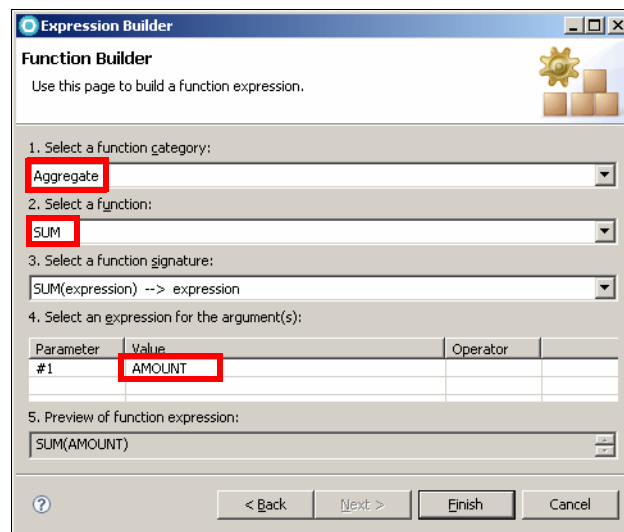 Expression Builder
Function Builder
Use this page to build a function expression.
1. Select a function category:
Aggregate
2. Select a function:
SUM
3. Select a function signature:
SUM(expression) --> expression
4. Select an expression for the argument(s):
Parameter Value Operator
#1 AMOUNT
5. Preview of function expression:
SUM(AMOUNT)
? < Back Next > Finish Cancel